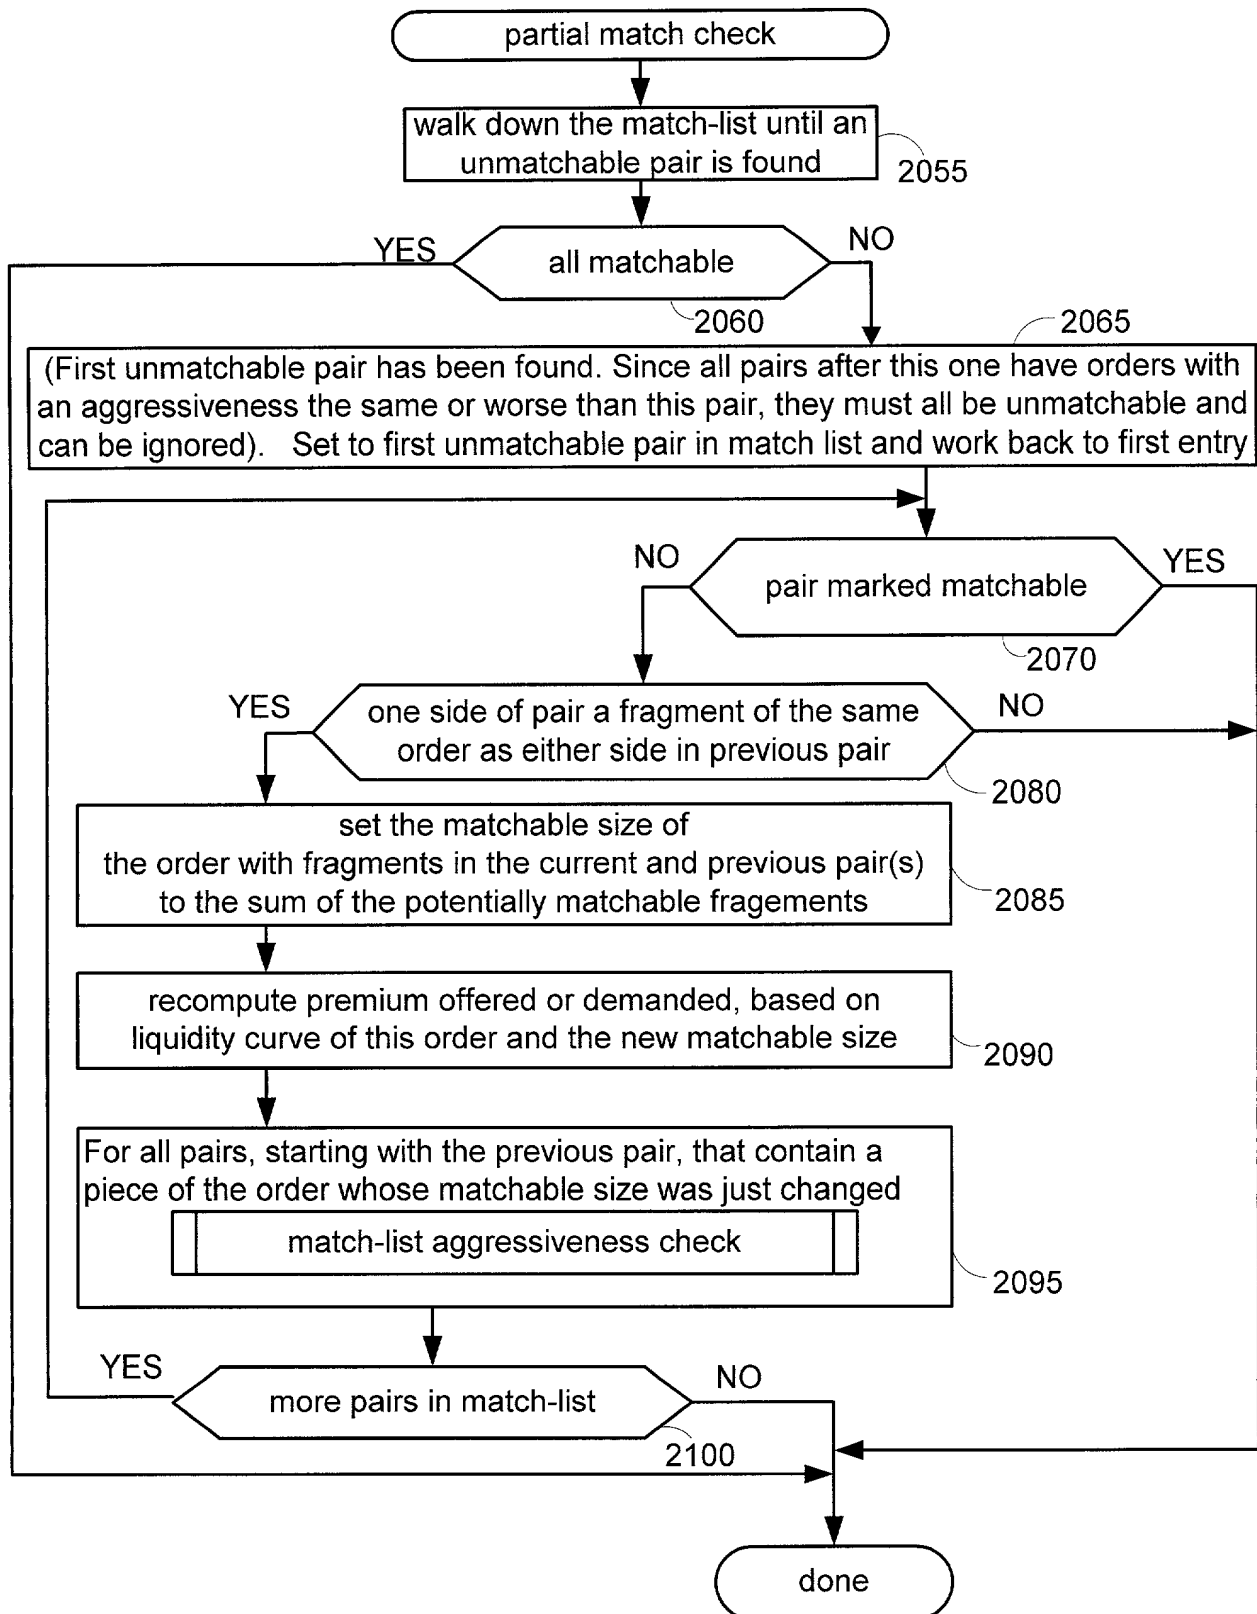 partial match check
walk down the match-list until an
unmatchable pair is found
2055
YES
NO
all matchable
2060
2065
(First unmatchable pair has been found. Since all pairs after this one have orders with
an aggressiveness the same or worse than this pair, they must all be unmatchable and
can be ignored). Set to first unmatchable pair in match list and work back to first entry
NO
YES
pair marked matchable
2070
YES
NO
one side of pair a fragment of the same
order as either side in previous pair
2080
set the matchable size of
the order with fragments in the current and previous pair(s)
to the sum of the potentially matchable fragements
2085
recompute premium offered or demanded, based on
liquidity curve of this order and the new matchable size
2090
For all pairs, starting with the previous pair, that contain a
piece of the order whose matchable size was just changed
match-list aggressiveness check
2095
YES
NO
more pairs in match-list
2100
done